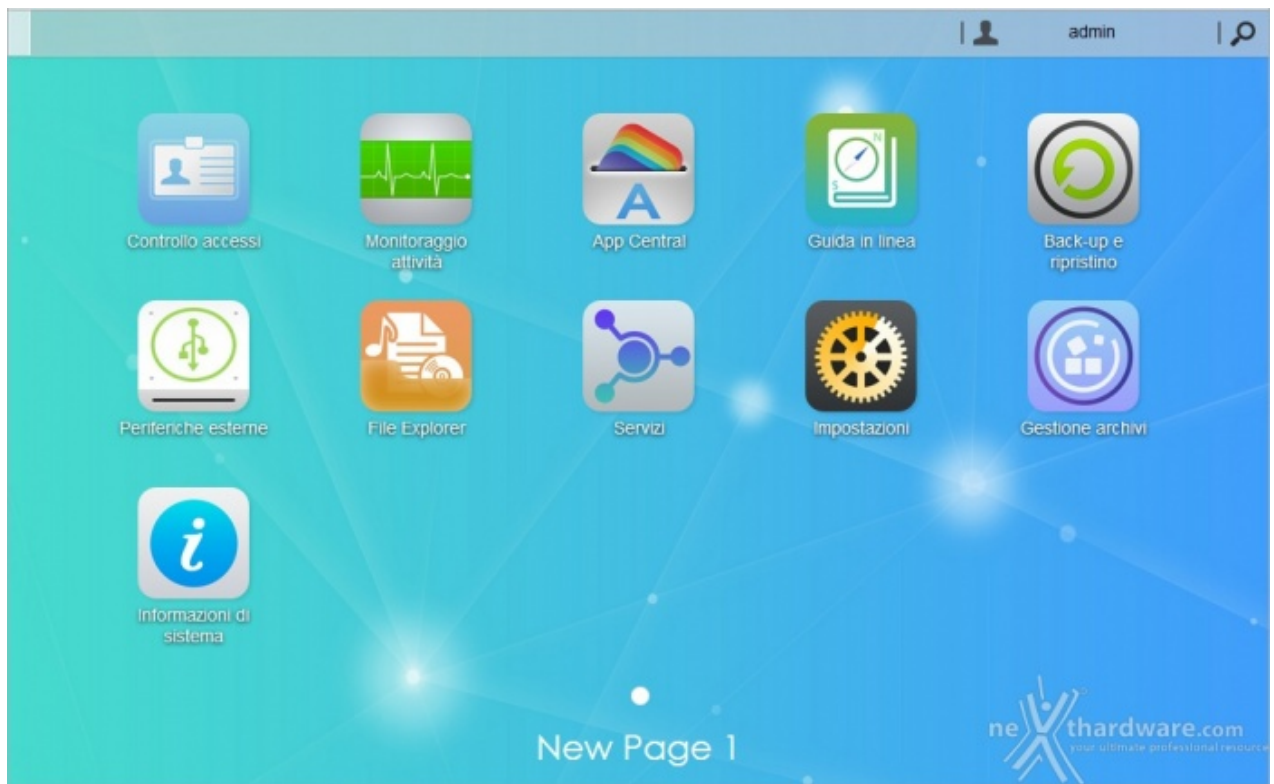 admin
Controllo accessi
Monitoraggio
attività
App Central
Guida in linea
Back-up e
ripristino
Periferiche esterne
File Explorer
Servizi
Impostazioni
Gestione archivi
Informazioni di
sistema
New Page 1
nexthardware.com
your ultimate professional resource